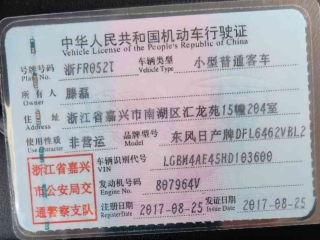 中华人民共和国机动车行驶证
Vehicle License of the People's Republic of China
号牌号码 浙FR052T 车辆类型 小型普通客车
Plate No. Vehicle Type
所有人 滕磊
Owner
住址 浙江省嘉兴市南湖区汇龙苑15幢204室
Address
使用性质 非营运 品牌型号 东风日产牌DFL6462VBL2
Use Character Model
浙江省嘉兴市公安局交通警察支队
车辆识别代号 LGBM4AE45HD103600
VIN
发动机号码 807964V
Engine No.
注册日期 2017-08-25 发证日期 2017-08-25
Register Date Issue Date